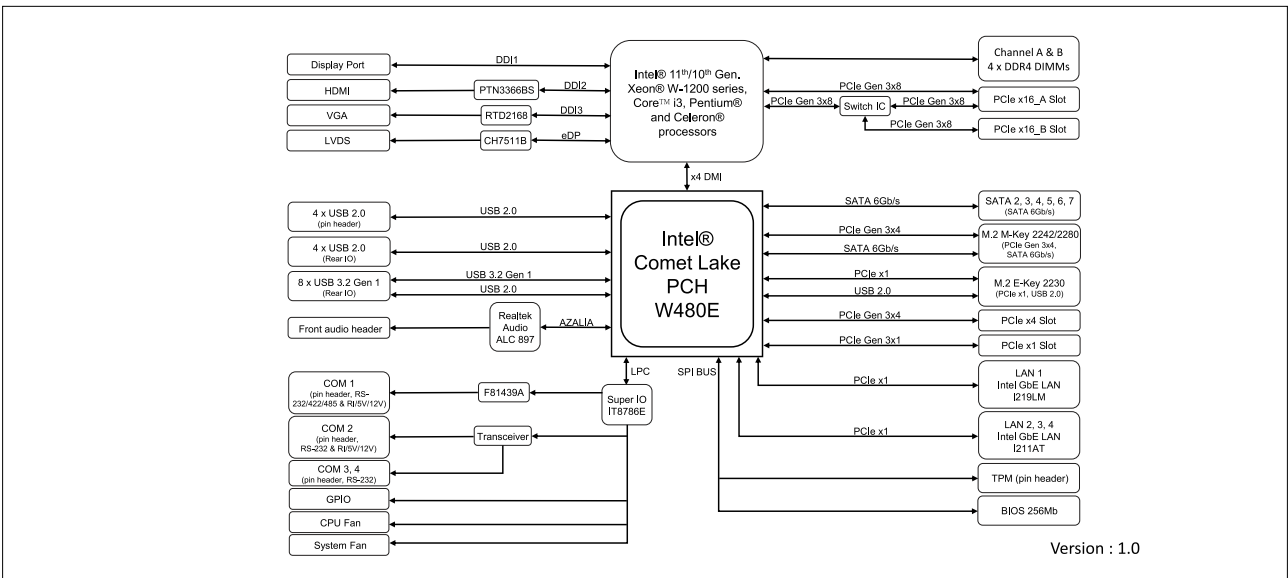 Display Port
DDI1
HDMI
PTN3366BS
DDI2
VGA
RTD2168
DDI3
LVDS
CH7511B
eDP
Intel® 11th/10th Gen.
Xeon® W-1200 series,
Core™ i3, Pentium®
and Celeron®
processors
Channel A & B
4 x DDR4 DIMMs
PCIe Gen 3x8
PCIe x16_A Slot
PCIe Gen 3x8
Switch IC
PCIe Gen 3x8
PCIe Gen 3x8
PCIe x16_B Slot
x4 DMI
4 x USB 2.0
(pin header)
USB 2.0
4 x USB 2.0
(Rear IO)
USB 2.0
8 x USB 3.2 Gen 1
(Rear IO)
USB 3.2 Gen 1
USB 2.0
Front audio header
Realtek
Audio
ALC 897
AZALIA
Intel®
Comet Lake
PCH
W480E
SATA 6Gb/s
SATA 2, 3, 4, 5, 6, 7
(SATA 6Gb/s)
PCIe Gen 3x4
SATA 6Gb/s
M.2 M-Key 2242/2280
(PCIe Gen 3x4,
SATA 6Gb/s)
PCIe x1
USB 2.0
M.2 E-Key 2230
(PCIe x1, USB 2.0)
PCIe Gen 3x4
PCIe x4 Slot
PCIe Gen 3x1
PCIe x1 Slot
LPC
SPI BUS
COM 1
(pin header, RS-
232/422/485 & RI/5V/12V)
F81439A
Super IO
IT8786E
COM 2
(pin header,
RS-232 & RI/5V/12V)
Transceiver
COM 3, 4
(pin header, RS-232)
GPIO
CPU Fan
System Fan
PCIe x1
LAN 1
Intel GbE LAN
I219LM
PCIe x1
LAN 2, 3, 4
Intel GbE LAN
I211AT
TPM (pin header)
BIOS 256Mb
Version : 1.0